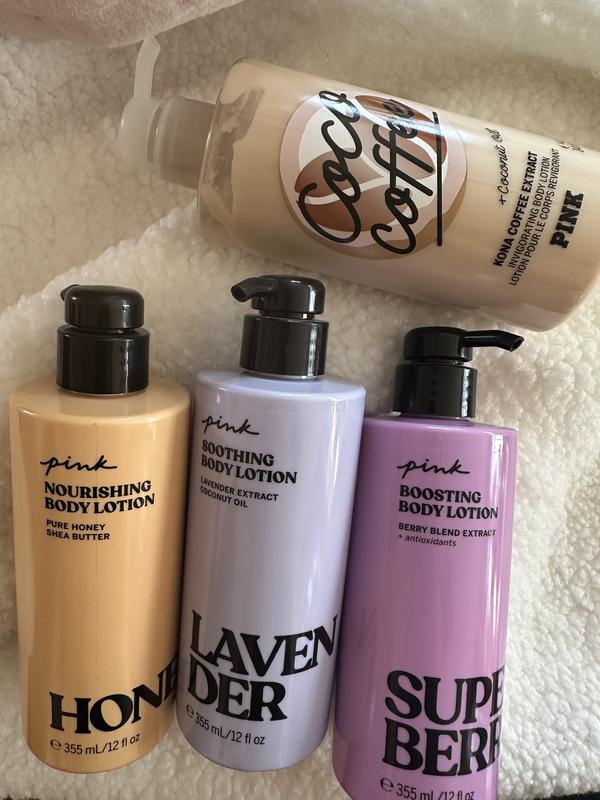 Coco
Coffee
+ Coconut oil
KONA COFFEE EXTRACT
INVIGORATING BODY LOTION
LOTION POUR LE CORPS REVIGORANT
PINK
pink
NOURISHING
BODY LOTION
PURE HONEY
SHEA BUTTER
HONE
℮ 355 mL/12 fl oz
pink
SOOTHING
BODY LOTION
LAVENDER EXTRACT
COCONUT OIL
LAVEN
DER
℮ 355 mL/12 fl oz
pink
BOOSTING
BODY LOTION
BERRY BLEND EXTRACT
+ antioxidants
SUPE
BERR
℮ 355 mL/12 fl oz